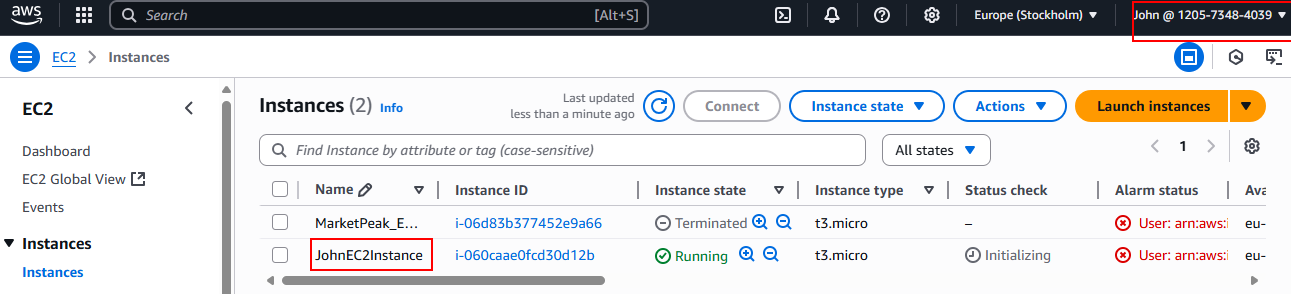 aws Search [Alt+S] Europe (Stockholm) John @ 1205-7348-4039
EC2 Instances
EC2
Dashboard
EC2 Global View
Events
Instances
Instances
Instances (2) Info Last updated less than a minute ago Connect Instance state Actions Launch instances
Find Instance by attribute or tag (case-sensitive) All states 1
Name Instance ID Instance state Instance type Status check Alarm status Ava
MarketPeak_E... i-06d83b377452e9a66 Terminated t3.micro – User: arn:aws:i eu-
JohnEC2Instance i-060caae0fcd30d12b Running t3.micro Initializing User: arn:aws:i eu-